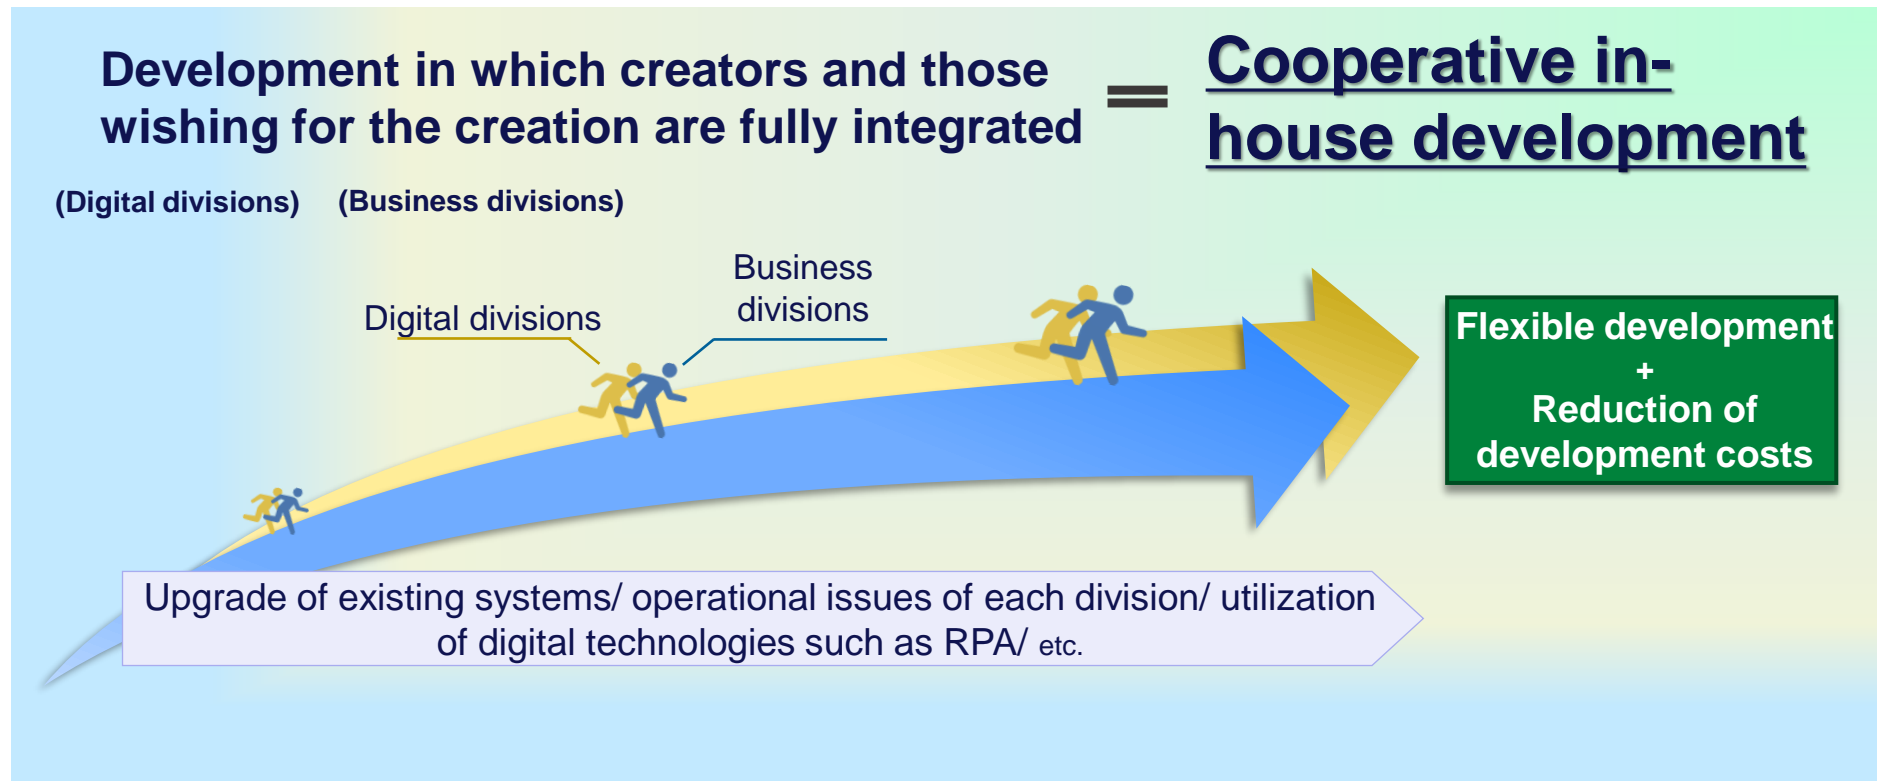 Development in which creators and those
wishing for the creation are fully integrated
=
Cooperative in-
house development
(Digital divisions) (Business divisions)
Digital divisions
Business
divisions
Flexible development
+
Reduction of
development costs
Upgrade of existing systems/ operational issues of each division/ utilization
of digital technologies such as RPA/ etc.